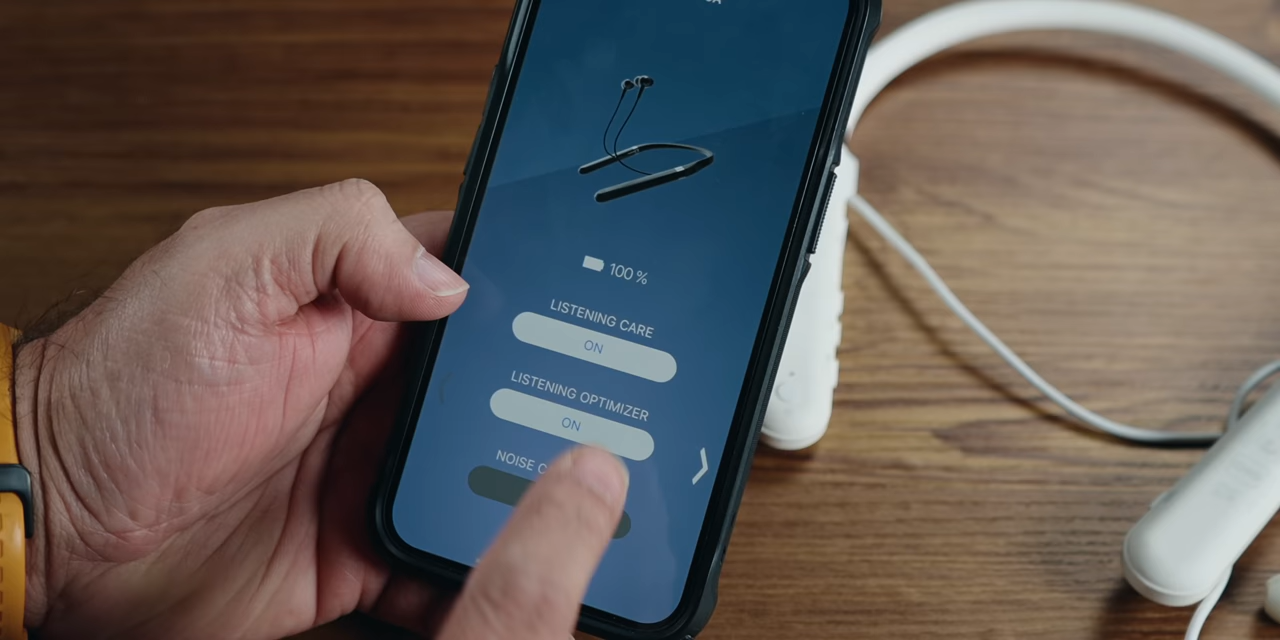 100 %
LISTENING CARE
ON
LISTENING OPTIMIZER
ON
NOISE